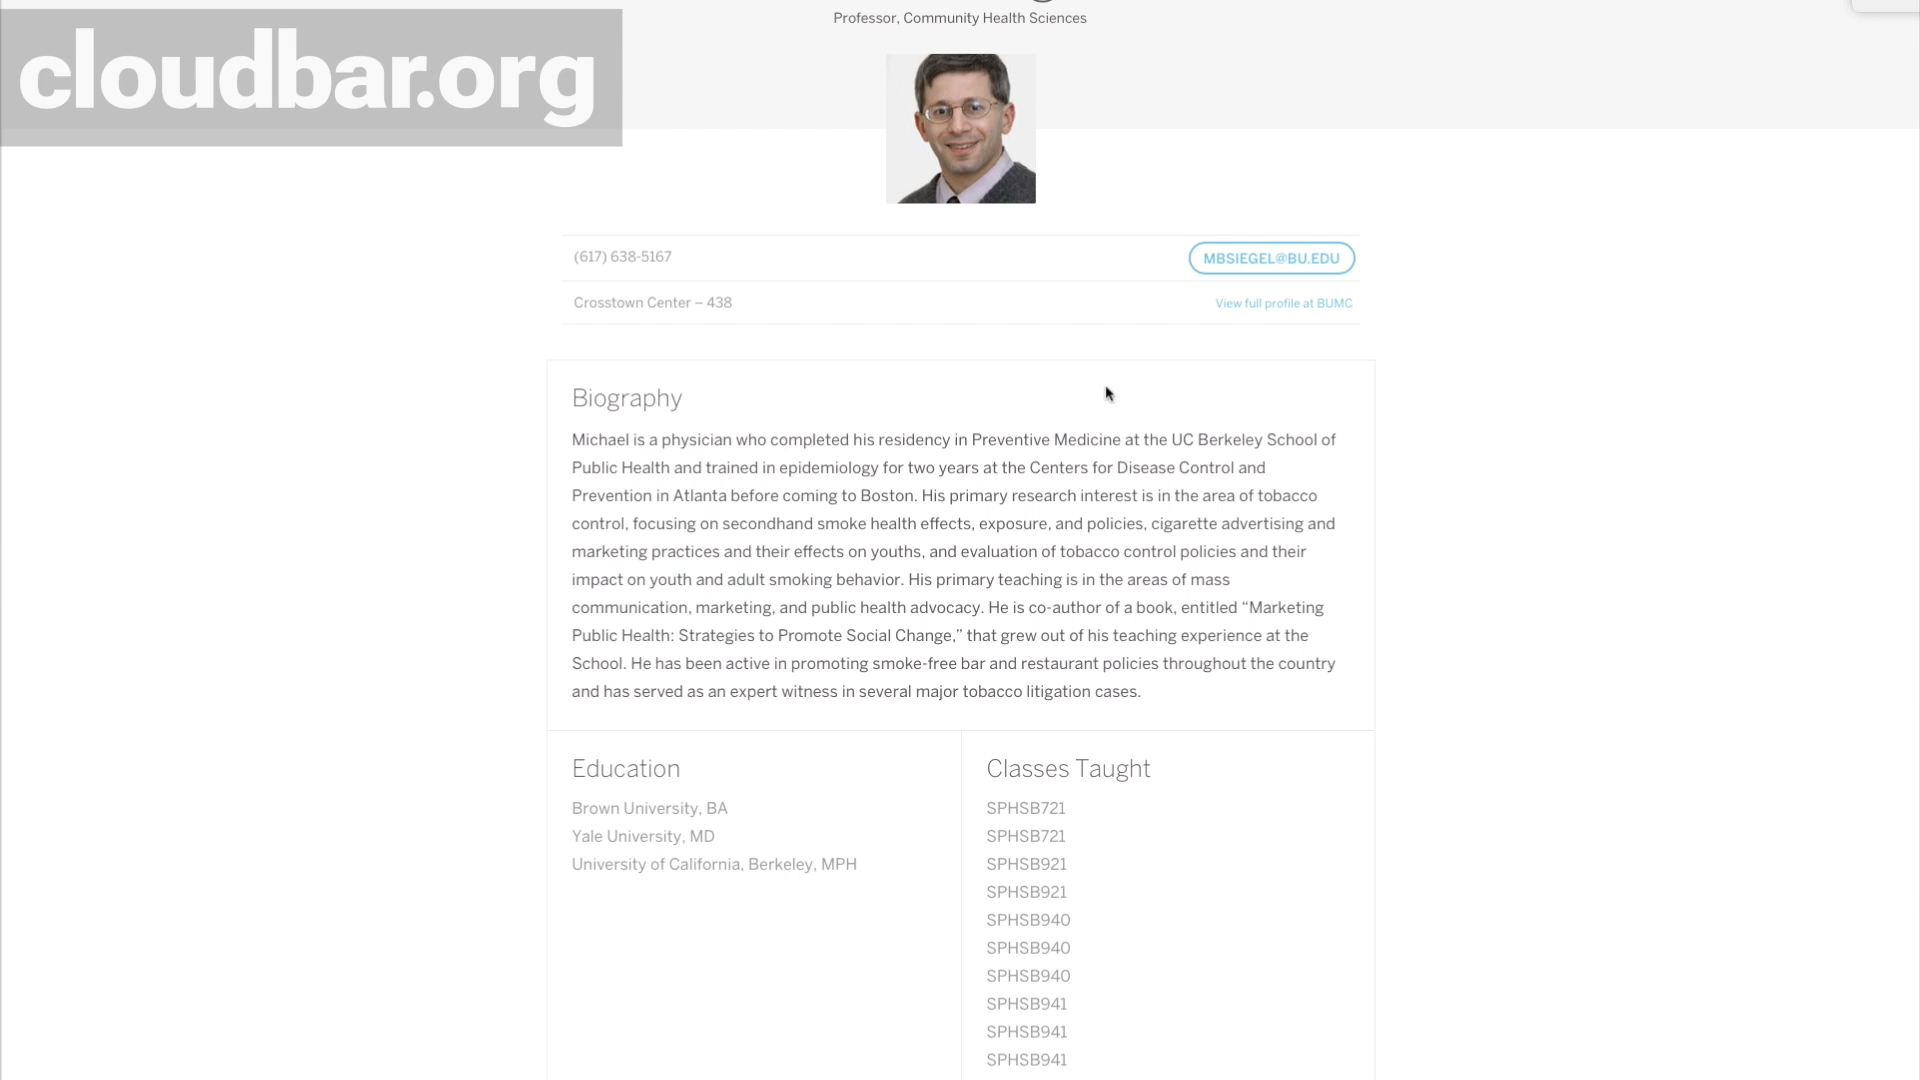 cloudbar.org
Professor, Community Health Sciences
(617) 638-5167
MBSIEGEL@BU.EDU
Crosstown Center – 438
View full profile at BUMC
Biography
Michael is a physician who completed his residency in Preventive Medicine at the UC Berkeley School of
Public Health and trained in epidemiology for two years at the Centers for Disease Control and
Prevention in Atlanta before coming to Boston. His primary research interest is in the area of tobacco
control, focusing on secondhand smoke health effects, exposure, and policies, cigarette advertising and
marketing practices and their effects on youths, and evaluation of tobacco control policies and their
impact on youth and adult smoking behavior. His primary teaching is in the areas of mass
communication, marketing, and public health advocacy. He is co-author of a book, entitled “Marketing
Public Health: Strategies to Promote Social Change,” that grew out of his teaching experience at the
School. He has been active in promoting smoke-free bar and restaurant policies throughout the country
and has served as an expert witness in several major tobacco litigation cases.
Education
Brown University, BA
Yale University, MD
University of California, Berkeley, MPH
Classes Taught
SPHSB721
SPHSB721
SPHSB921
SPHSB921
SPHSB940
SPHSB940
SPHSB940
SPHSB941
SPHSB941
SPHSB941